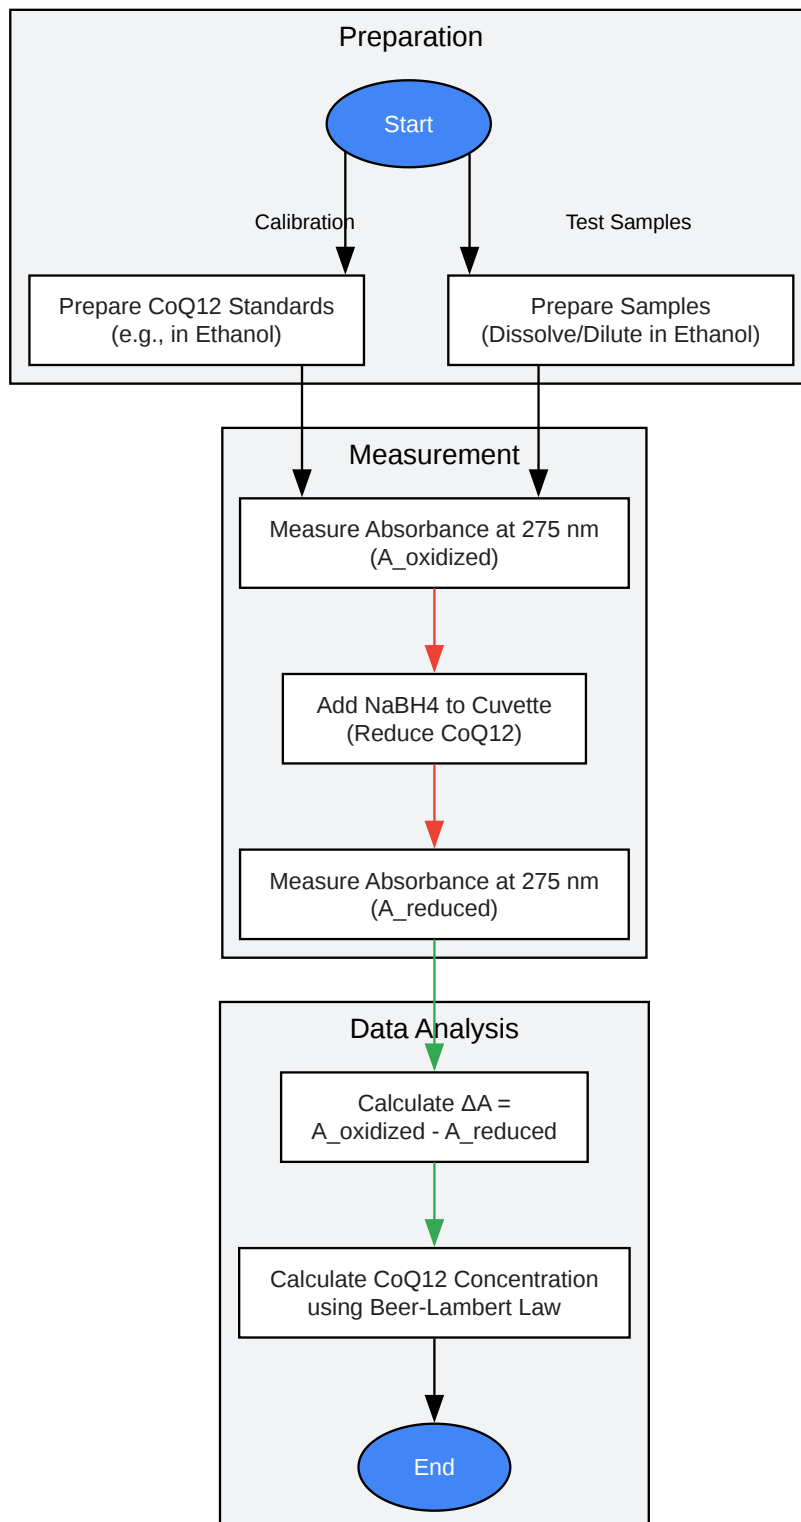 Preparation
Start
Calibration
Test Samples
Prepare CoQ12 Standards
(e.g., in Ethanol)
Prepare Samples
(Dissolve/Dilute in Ethanol)
Measurement
Measure Absorbance at 275 nm
(A_oxidized)
Add NaBH4 to Cuvette
(Reduce CoQ12)
Measure Absorbance at 275 nm
(A_reduced)
Data Analysis
Calculate ΔA =
A_oxidized - A_reduced
Calculate CoQ12 Concentration
using Beer-Lambert Law
End